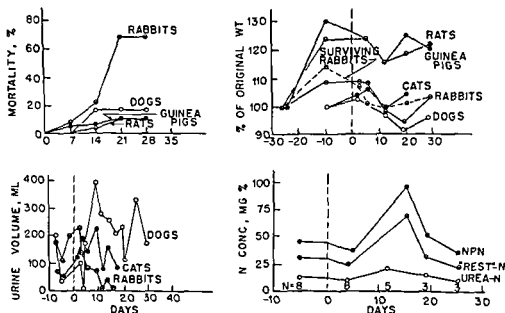 MORTALITY, %
80
60
40
20
0
0 7 14 21 28 35
RABBITS
DOGS
GUINEA PIGS
RATS
% OF ORIGINAL WT
130
120
110
100
90
-30 -20 -10 0 10 20 30
SURVIVING RABBITS
RATS
GUINEA PIGS
CATS
RABBITS
DOGS
URINE VOLUME, ML
400
300
200
100
0
-10 0 10 20 30 40
DAYS
DOGS
CATS
RABBITS
N CONC, MG %
100
75
50
25
0
-10 0 10 20 30
DAYS
NPN
"REST"-N
UREA-N
N=8 8 5 3 3